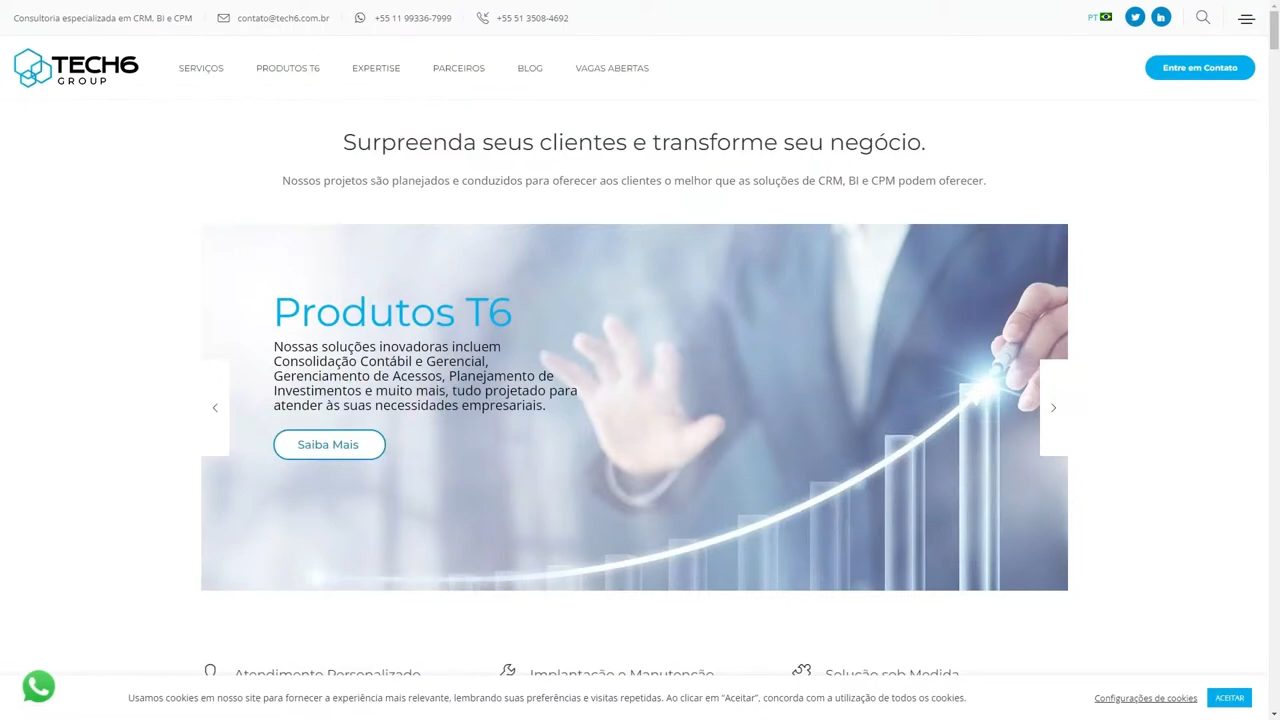 Consultoria especializada em CRM, BI e CPM
contato@tech6.com.br
+55 11 99336-7999
+55 51 3508-4692
PT
TECH6
GROUP
SERVIÇOS
PRODUTOS T6
EXPERTISE
PARCEIROS
BLOG
VAGAS ABERTAS
Entre em Contato
Surpreenda seus clientes e transforme seu negócio.
Nossos projetos são planejados e conduzidos para oferecer aos clientes o melhor que as soluções de CRM, BI e CPM podem oferecer.
Produtos T6
Nossas soluções inovadoras incluem
Consolidação Contábil e Gerencial,
Gerenciamento de Acessos, Planejamento de
Investimentos e muito mais, tudo projetado para
atender às suas necessidades empresariais.
Saiba Mais
Atendimento Personalizado
Implantação e Manutenção
Solução sob Medida
Usamos cookies em nosso site para fornecer a experiência mais relevante, lembrando suas preferências e visitas repetidas. Ao clicar em “Aceitar”, concorda com a utilização de todos os cookies.
Configurações de cookies
ACEITAR